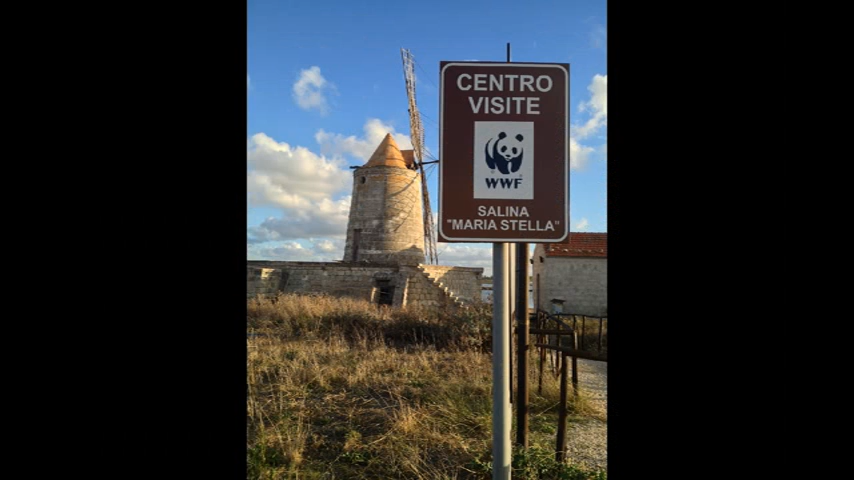 CENTRO
VISITE
WWF
SALINA
"MARIA STELLA"